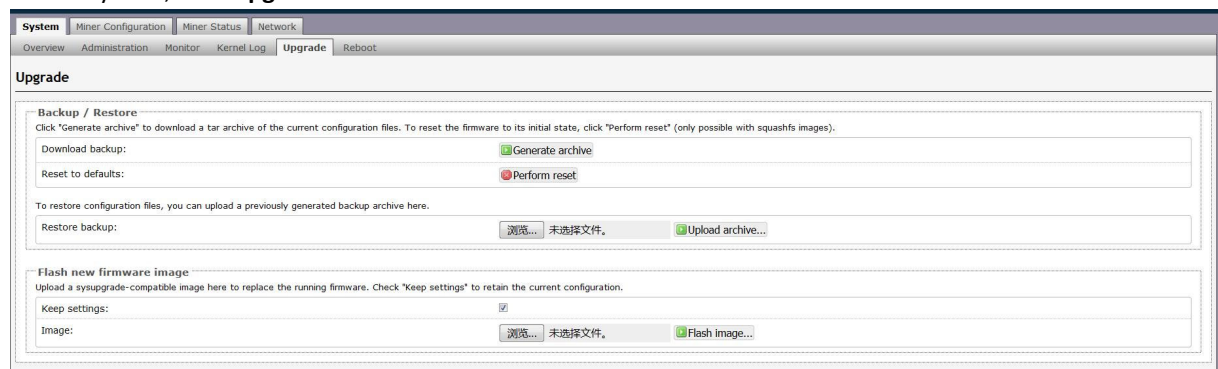 System Miner Configuration Miner Status Network
Overview Administration Monitor Kernel Log Upgrade Reboot
Upgrade
Backup / Restore
Click "Generate archive" to download a tar archive of the current configuration files. To reset the firmware to its initial state, click "Perform reset" (only possible with squashfs images).
Download backup: Generate archive
Reset to defaults: Perform reset
To restore configuration files, you can upload a previously generated backup archive here.
Restore backup: 浏览... 未选择文件。 Upload archive...
Flash new firmware image
Upload a sysupgrade-compatible image here to replace the running firmware. Check "Keep settings" to retain the current configuration.
Keep settings:
Image: 浏览... 未选择文件。 Flash image...